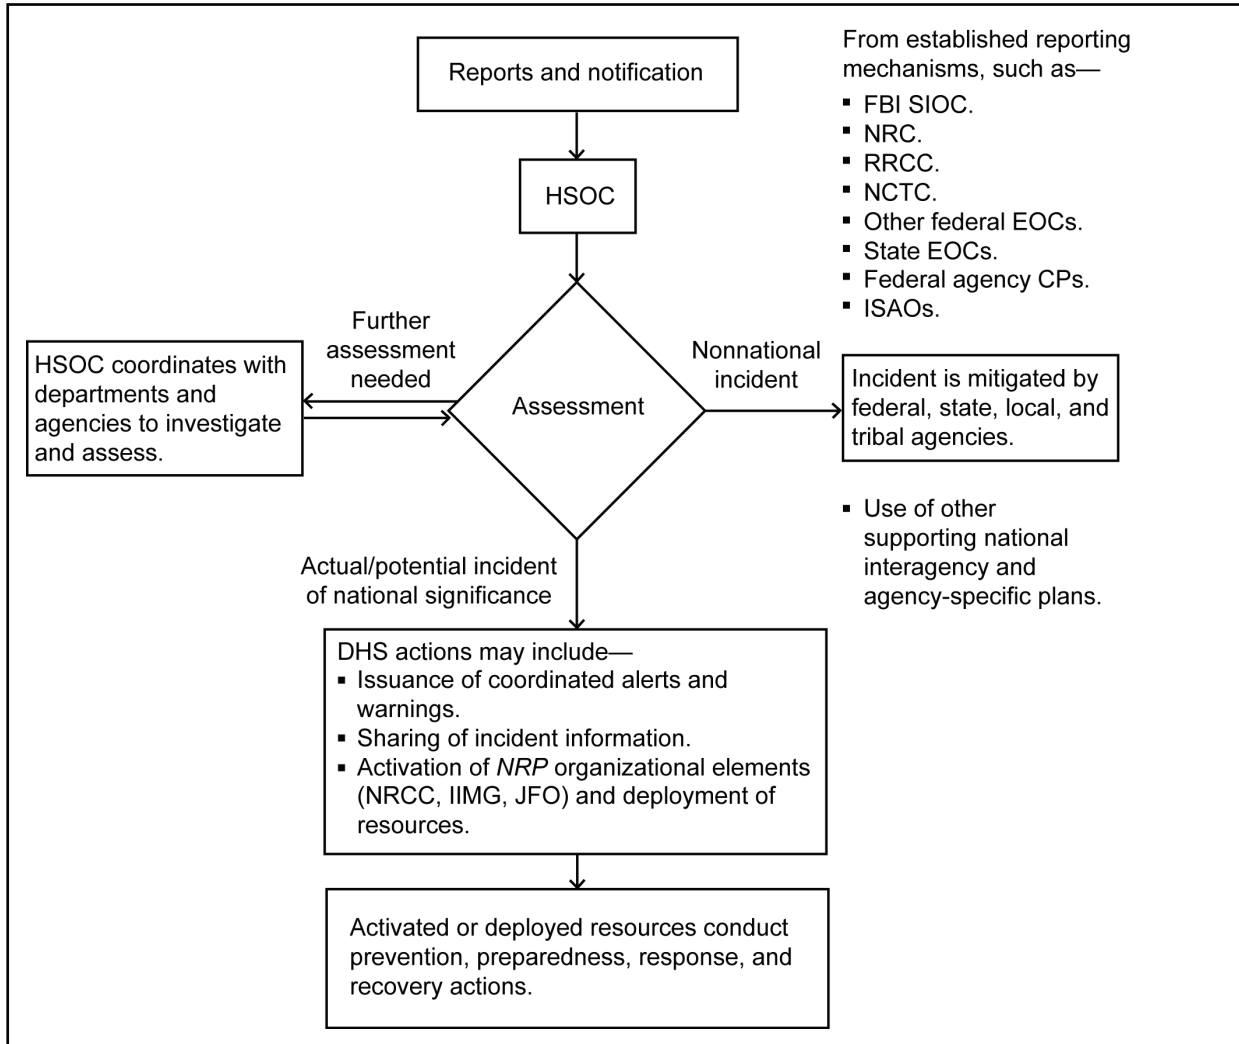 Reports and notification
From established reporting
mechanisms, such as—
▪ FBI SIOC.
▪ NRC.
▪ RRCC.
▪ NCTC.
▪ Other federal EOCs.
▪ State EOCs.
▪ Federal agency CPs.
▪ ISAOs.
HSOC
Further
assessment
needed
HSOC coordinates with
departments and
agencies to investigate
and assess.
Assessment
Nonnational
incident
Incident is mitigated by
federal, state, local, and
tribal agencies.
▪ Use of other
supporting national
interagency and
agency-specific plans.
Actual/potential incident
of national significance
DHS actions may include—
▪ Issuance of coordinated alerts and
warnings.
▪ Sharing of incident information.
▪ Activation of NRP organizational elements
(NRCC, IIMG, JFO) and deployment of
resources.
Activated or deployed resources conduct
prevention, preparedness, response, and
recovery actions.